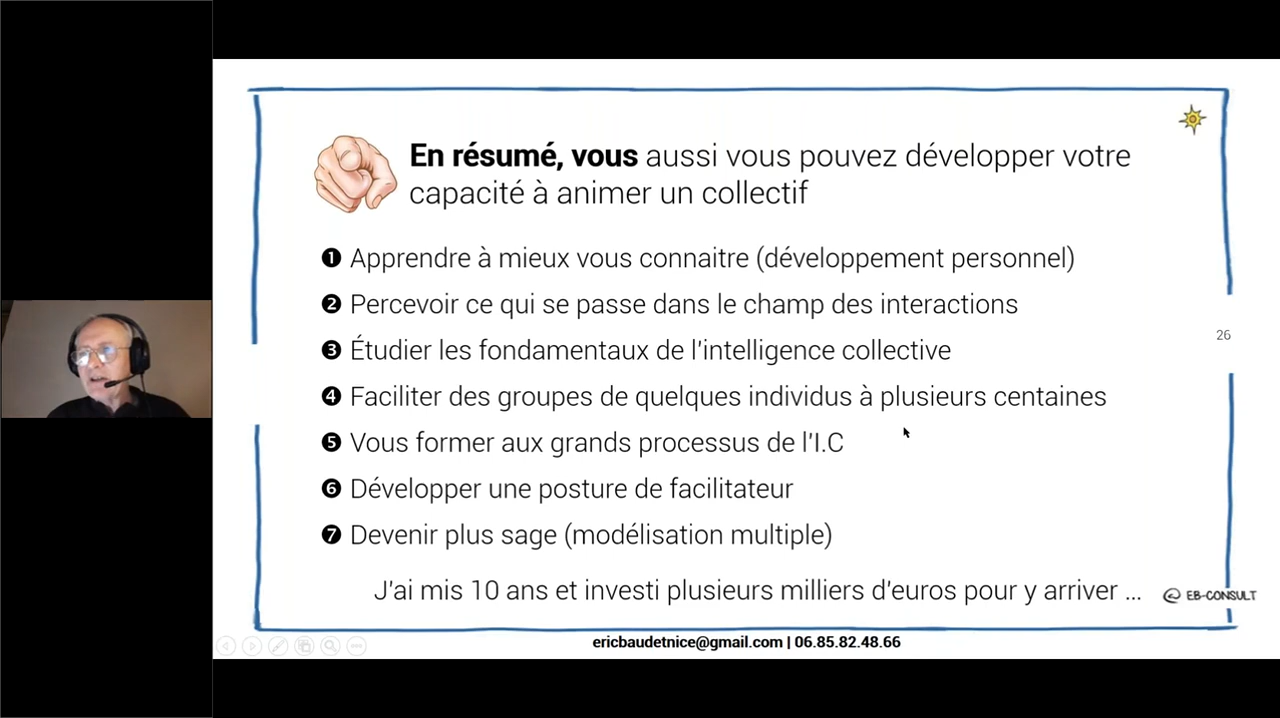 En résumé, vous aussi vous pouvez développer votre
capacité à animer un collectif
❶ Apprendre à mieux vous connaitre (développement personnel)
❷ Percevoir ce qui se passe dans le champ des interactions
26
❸ Étudier les fondamentaux de l'intelligence collective
❹ Faciliter des groupes de quelques individus à plusieurs centaines
❺ Vous former aux grands processus de l'I.C
❻ Développer une posture de facilitateur
❼ Devenir plus sage (modélisation multiple)
J'ai mis 10 ans et investi plusieurs milliers d'euros pour y arriver ...
@ EB-CONSULT
ericbaudetnice@gmail.com | 06.85.82.48.66